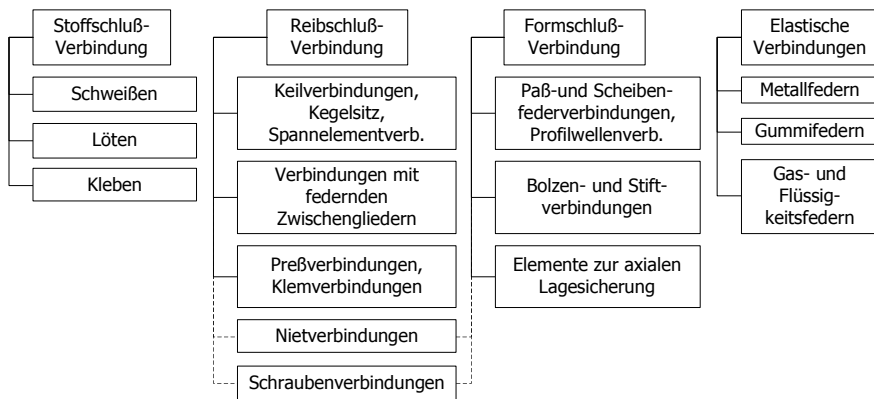 Stoffschluß-
Verbindung
Schweißen
Löten
Kleben
Reibschluß-
Verbindung
Keilverbindungen,
Kegelsitz,
Spannelementverb.
Verbindungen mit
federnden
Zwischengliedern
Preßverbindungen,
Klemverbindungen
Nietverbindungen
Schraubenverbindungen
Formschluß-
Verbindung
Paß-und Scheiben-
federverbindungen,
Profilwellenverb.
Bolzen- und Stift-
verbindungen
Elemente zur axialen
Lagesicherung
Elastische
Verbindungen
Metallfedern
Gummifedern
Gas- und
Flüssig-
keitsfedern